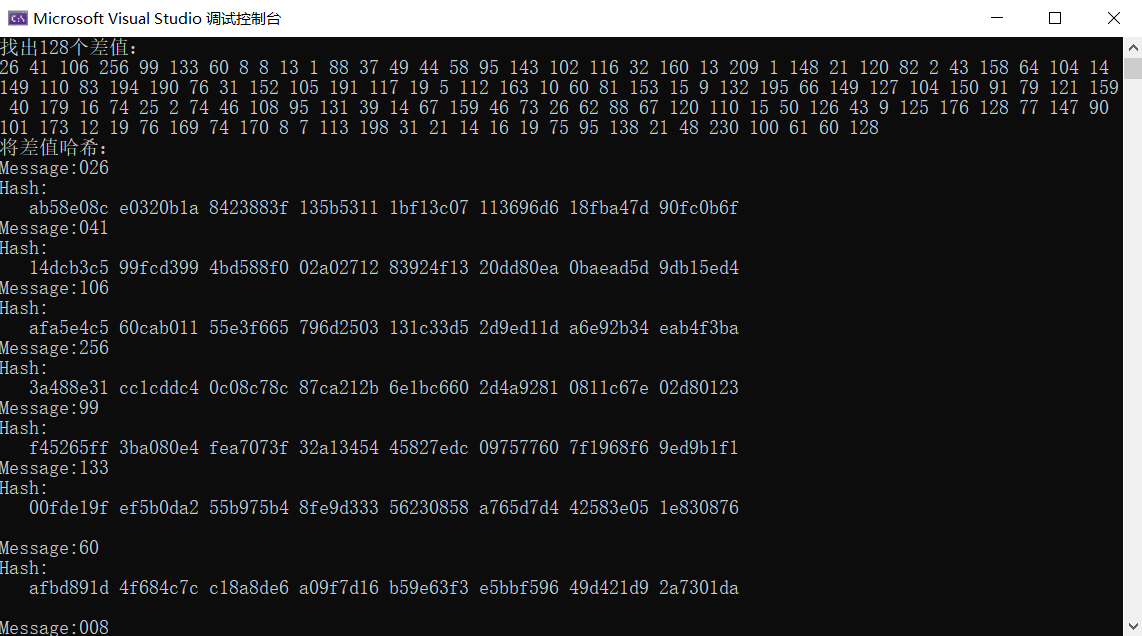 Microsoft Visual Studio 调试控制台
找出128个差值:
26 41 106 256 99 133 60 8 8 13 1 88 37 49 44 58 95 143 102 116 32 160 13 209 1 148 21 120 82 2 43 158 64 104 14
149 110 83 194 190 76 31 152 105 191 117 19 5 112 163 10 60 81 153 15 9 132 195 66 149 127 104 150 91 79 121 159
40 179 16 74 25 2 74 46 108 95 131 39 14 67 159 46 73 26 62 88 67 120 110 15 50 126 43 9 125 176 128 77 147 90
101 173 12 19 76 169 74 170 8 7 113 198 31 21 14 16 19 75 95 138 21 48 230 100 61 60 128
将差值哈希:
Message:026
Hash:
ab58e08c e0320b1a 8423883f 135b5311 1bf13c07 113696d6 18fba47d 90fc0b6f
Message:041
Hash:
14dcb3c5 99fcd399 4bd588f0 02a02712 83924f13 20dd80ea 0baead5d 9db15ed4
Message:106
Hash:
afa5e4c5 60cab011 55e3f665 796d2503 131c33d5 2d9ed11d a6e92b34 eab4f3ba
Message:256
Hash:
3a488e31 cc1cddc4 0c08c78c 87ca212b 6e1bc660 2d4a9281 0811c67e 02d80123
Message:99
Hash:
f45265ff 3ba080e4 fea7073f 32a13454 45827edc 09757760 7f1968f6 9ed9b1f1
Message:133
Hash:
00fde19f ef5b0da2 55b975b4 8fe9d333 56230858 a765d7d4 42583e05 1e830876
Message:60
Hash:
afbd891d 4f684c7c c18a8de6 a09f7d16 b59e63f3 e5bbf596 49d421d9 2a7301da
Message:008